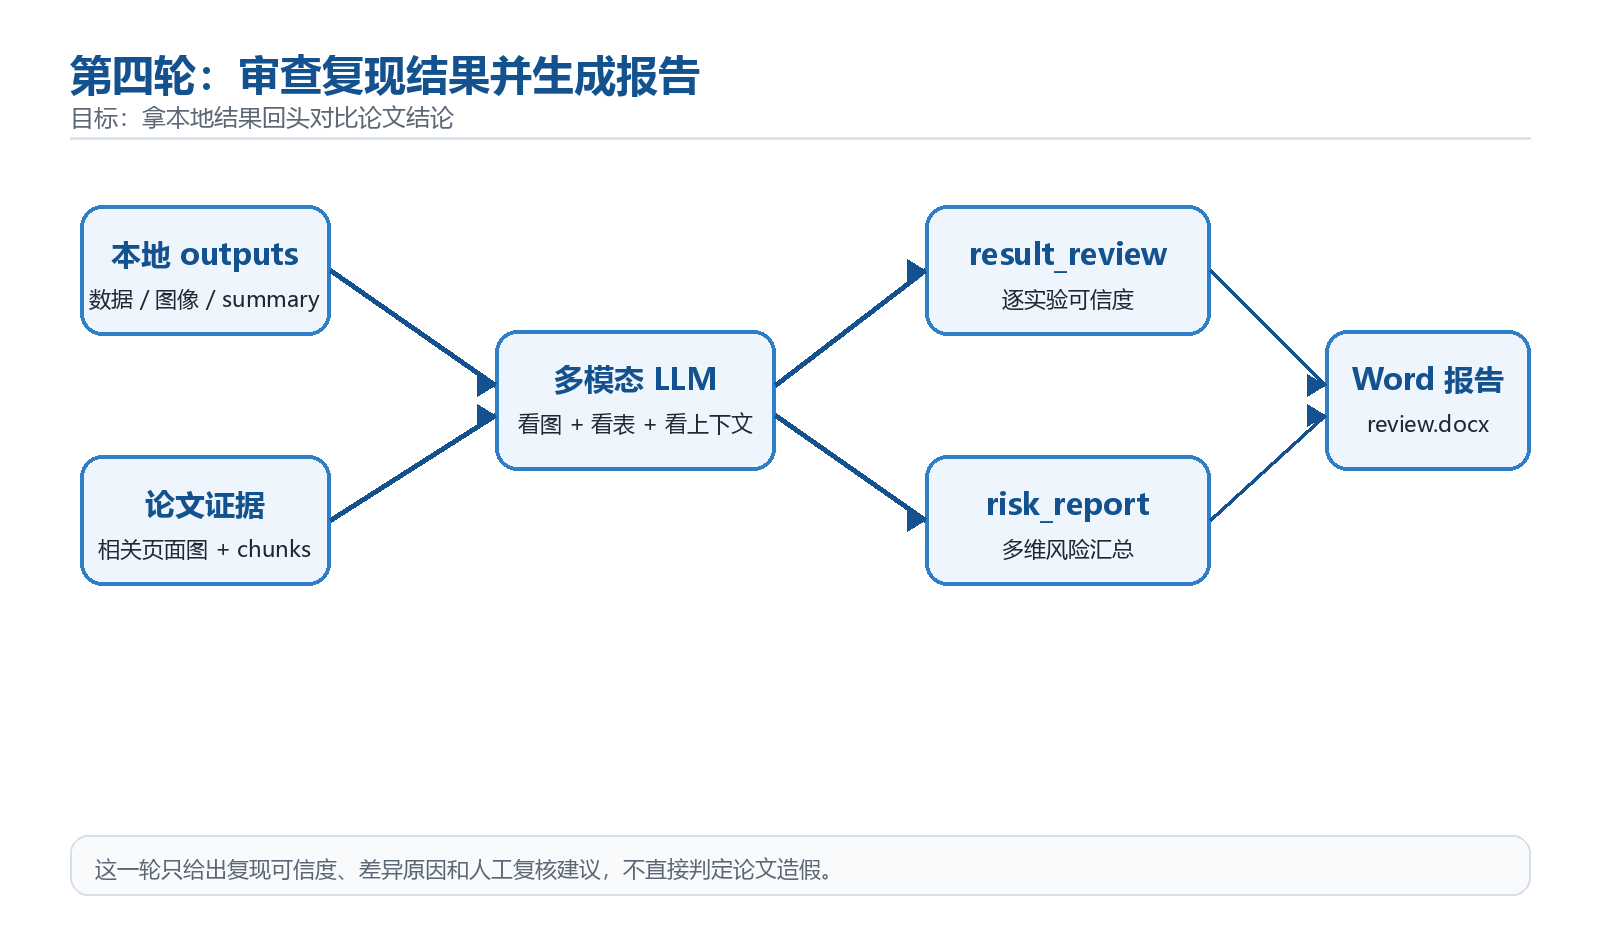 第四轮：审查复现结果并生成报告
目标：拿本地结果回头对比论文结论
本地 outputs
数据 / 图像 / summary
论文证据
相关页面图 + chunks
多模态 LLM
看图 + 看表 + 看上下文
result_review
逐实验可信度
risk_report
多维风险汇总
Word 报告
review.docx
这一轮只给出复现可信度、差异原因和人工复核建议，不直接判定论文造假。